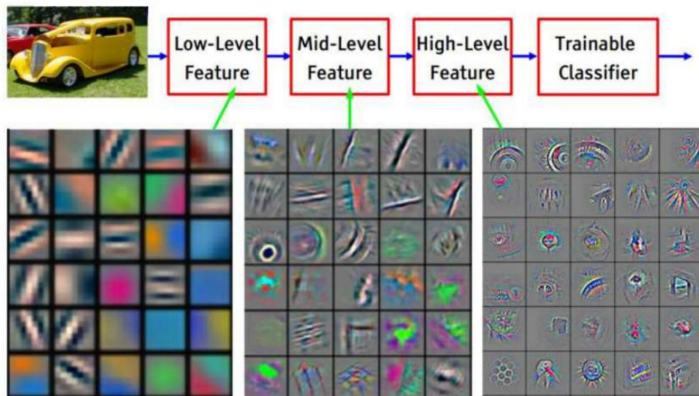 Low-Level
Feature
Mid-Level
Feature
High-Level
Feature
Trainable
Classifier